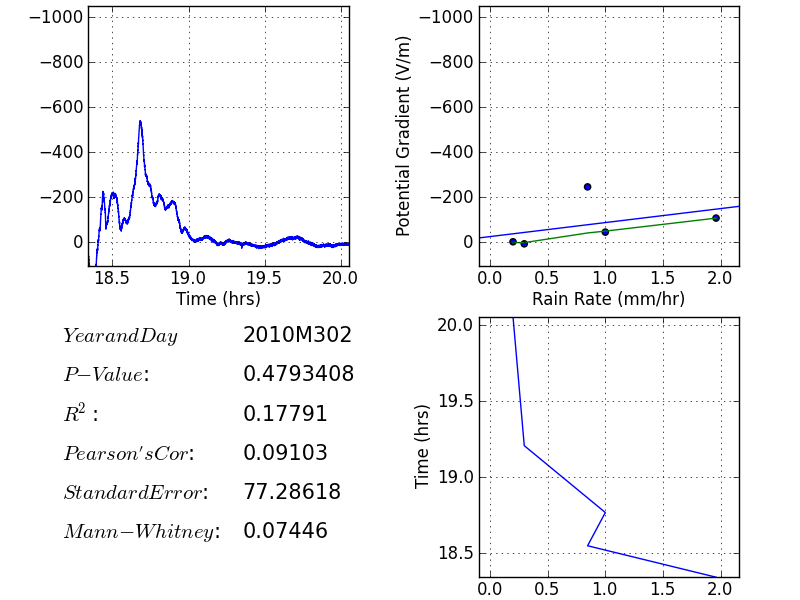 −1000
−800
−600
−400
−200
0
18.5 19.0 19.5 20.0
Time (hrs)
Potential Gradient (V/m)
−1000
−800
−600
−400
−200
0
0.0 0.5 1.0 1.5 2.0
Rain Rate (mm/hr)
YearandDay 2010M302
P−Value: 0.4793408
R²: 0.17791
Pearson'sCor: 0.09103
StandardError: 77.28618
Mann−Whitney: 0.07446
Time (hrs)
20.0
19.5
19.0
18.5
0.0 0.5 1.0 1.5 2.0